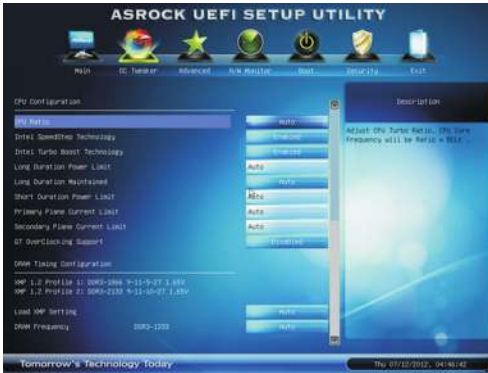 ASROCK UEFI SETUP UTILITY
Main OC Tweaker Advanced H/W Monitor Boot Security Exit
CPU Configuration Description
CPU Ratio Auto
Adjust CPU Turbo Ratio. CPU Core
Intel SpeedStep Technology Enabled
Frequency will be Ratio * BCLK.
Intel Turbo Boost Technology Enabled
Long Duration Power Limit Auto
Long Duration Maintained Auto
Short Duration Power Limit Auto
Primary Plane Current Limit Auto
Secondary Plane Current Limit Auto
GT OverClocking Support Disabled
DRAM Timing Configuration
XMP 1.2 Profile 1: DDR3-1866 9-11-9-27 1.65V
XMP 1.2 Profile 2: DDR3-2133 9-11-10-27 1.65V
Load XMP Setting Auto
DRAM Frequency DDR3-1333 Auto
Tomorrow's Technology Today Thu 07/12/2012, 04:46:42